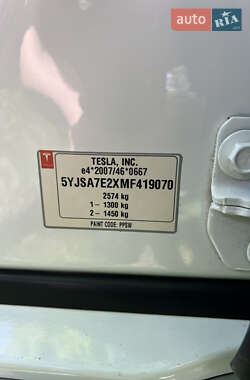 auto RIA
TESLA
TESLA, INC.
e4*2007/46*0667
5YJSA7E2XMF419070
2574 kg
1 – 1300 kg
2 – 1450 kg
PAINT CODE: PPSW